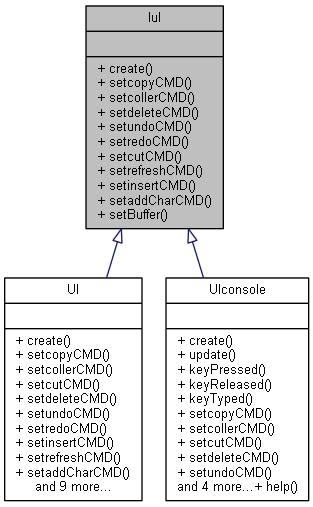 IuI
+ create()
+ setcopyCMD()
+ setcollerCMD()
+ setdeleteCMD()
+ setundoCMD()
+ setredoCMD()
+ setcutCMD()
+ setrefreshCMD()
+ setinsertCMD()
+ setaddCharCMD()
+ setBuffer()
UI
+ create()
+ setcopyCMD()
+ setcollerCMD()
+ setcutCMD()
+ setdeleteCMD()
+ setundoCMD()
+ setredoCMD()
+ setinsertCMD()
+ setrefreshCMD()
+ setaddCharCMD()
and 9 more...
UIconsole
+ create()
+ update()
+ keyPressed()
+ keyReleased()
+ keyTyped()
+ setcopyCMD()
+ setcollerCMD()
+ setcutCMD()
+ setdeleteCMD()
+ setundoCMD()
and 4 more...+ help()